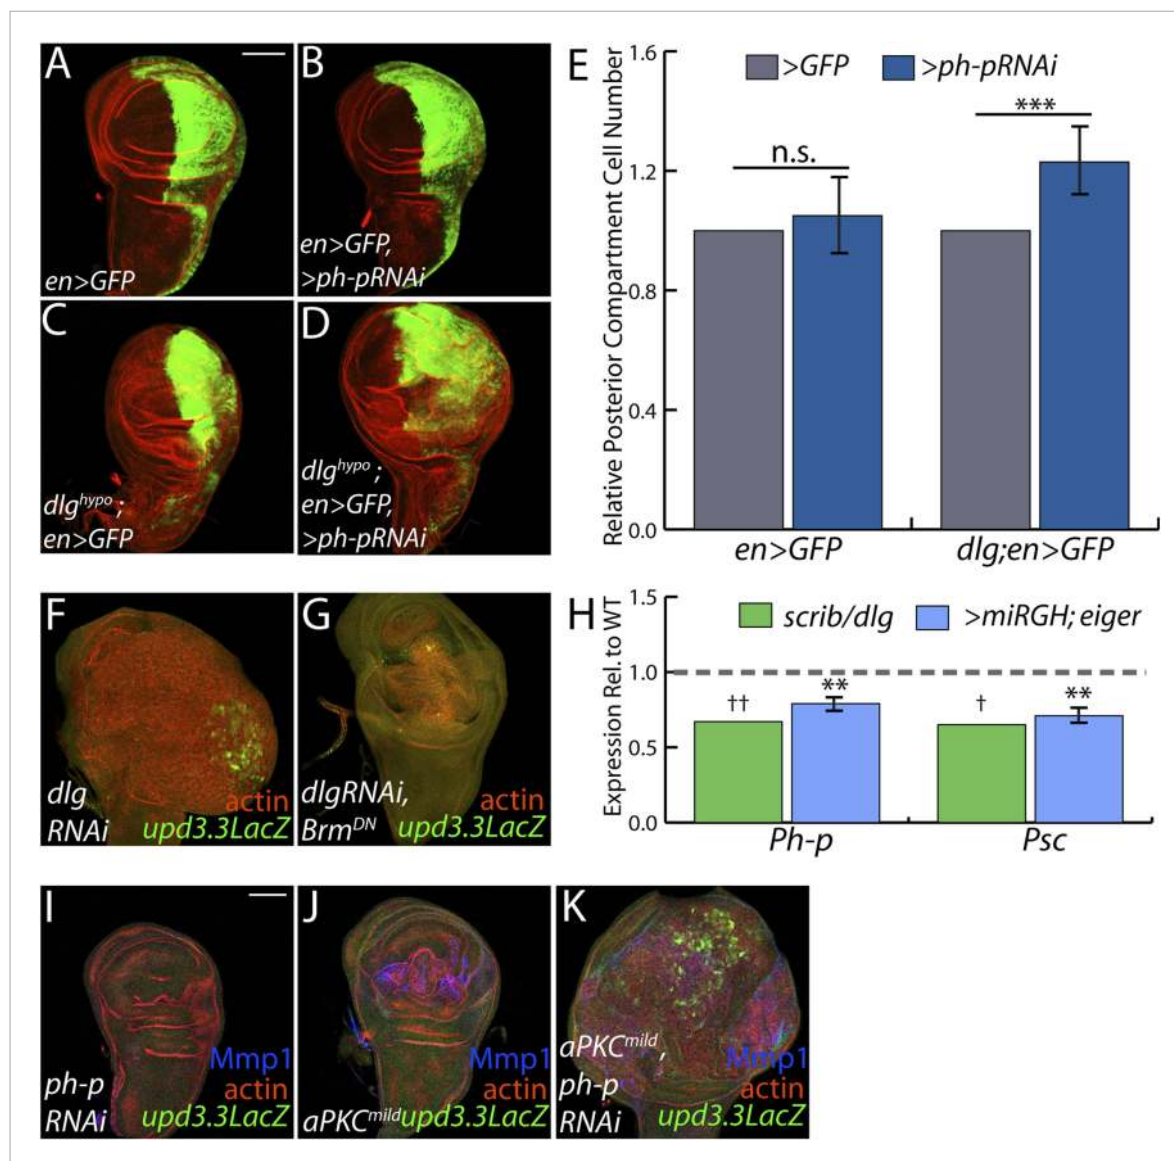 A
en>GFP
B
en>GFP,
>ph-pRNAi
C
dlg^hypo ;
en>GFP
D
dlg^hypo ;
en>GFP,
>ph-pRNAi
E
>GFP
>ph-pRNAi
Relative Posterior Compartment Cell Number
1.6
1.2
0.8
0.4
0.0
n.s.
***
en>GFP
dlg;en>GFP
F
dlg
RNAi
actin
upd3.3LacZ
G
dlgRNAi,
Brm^DN
actin
upd3.3LacZ
H
scrib/dlg
>miRGH; eiger
Expression Rel. to WT
1.5
1.0
0.5
0.0
††
**
†
**
Ph-p
Psc
I
ph-p
RNAi
Mmp1
actin
upd3.3LacZ
J
aPKC^mild
Mmp1
actin
upd3.3LacZ
K
aPKC^mild,
ph-p
RNAi
Mmp1
actin
upd3.3LacZ